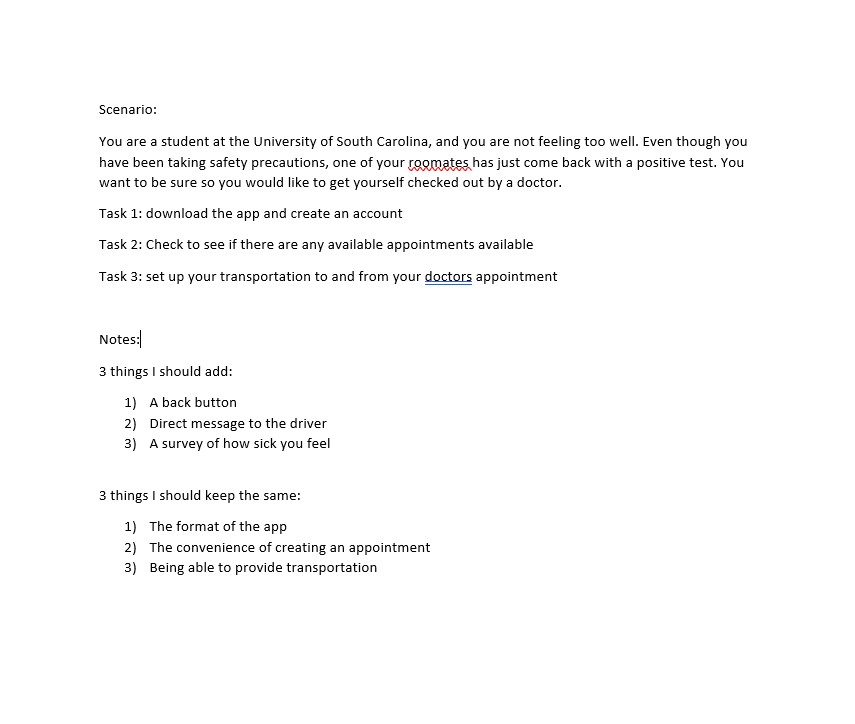 Scenario:
You are a student at the University of South Carolina, and you are not feeling too well. Even though you
have been taking safety precautions, one of your roomates has just come back with a positive test. You
want to be sure so you would like to get yourself checked out by a doctor.
Task 1: download the app and create an account
Task 2: Check to see if there are any available appointments available
Task 3: set up your transportation to and from your doctors appointment
Notes:
3 things I should add:
1) A back button
2) Direct message to the driver
3) A survey of how sick you feel
3 things I should keep the same:
1) The format of the app
2) The convenience of creating an appointment
3) Being able to provide transportation